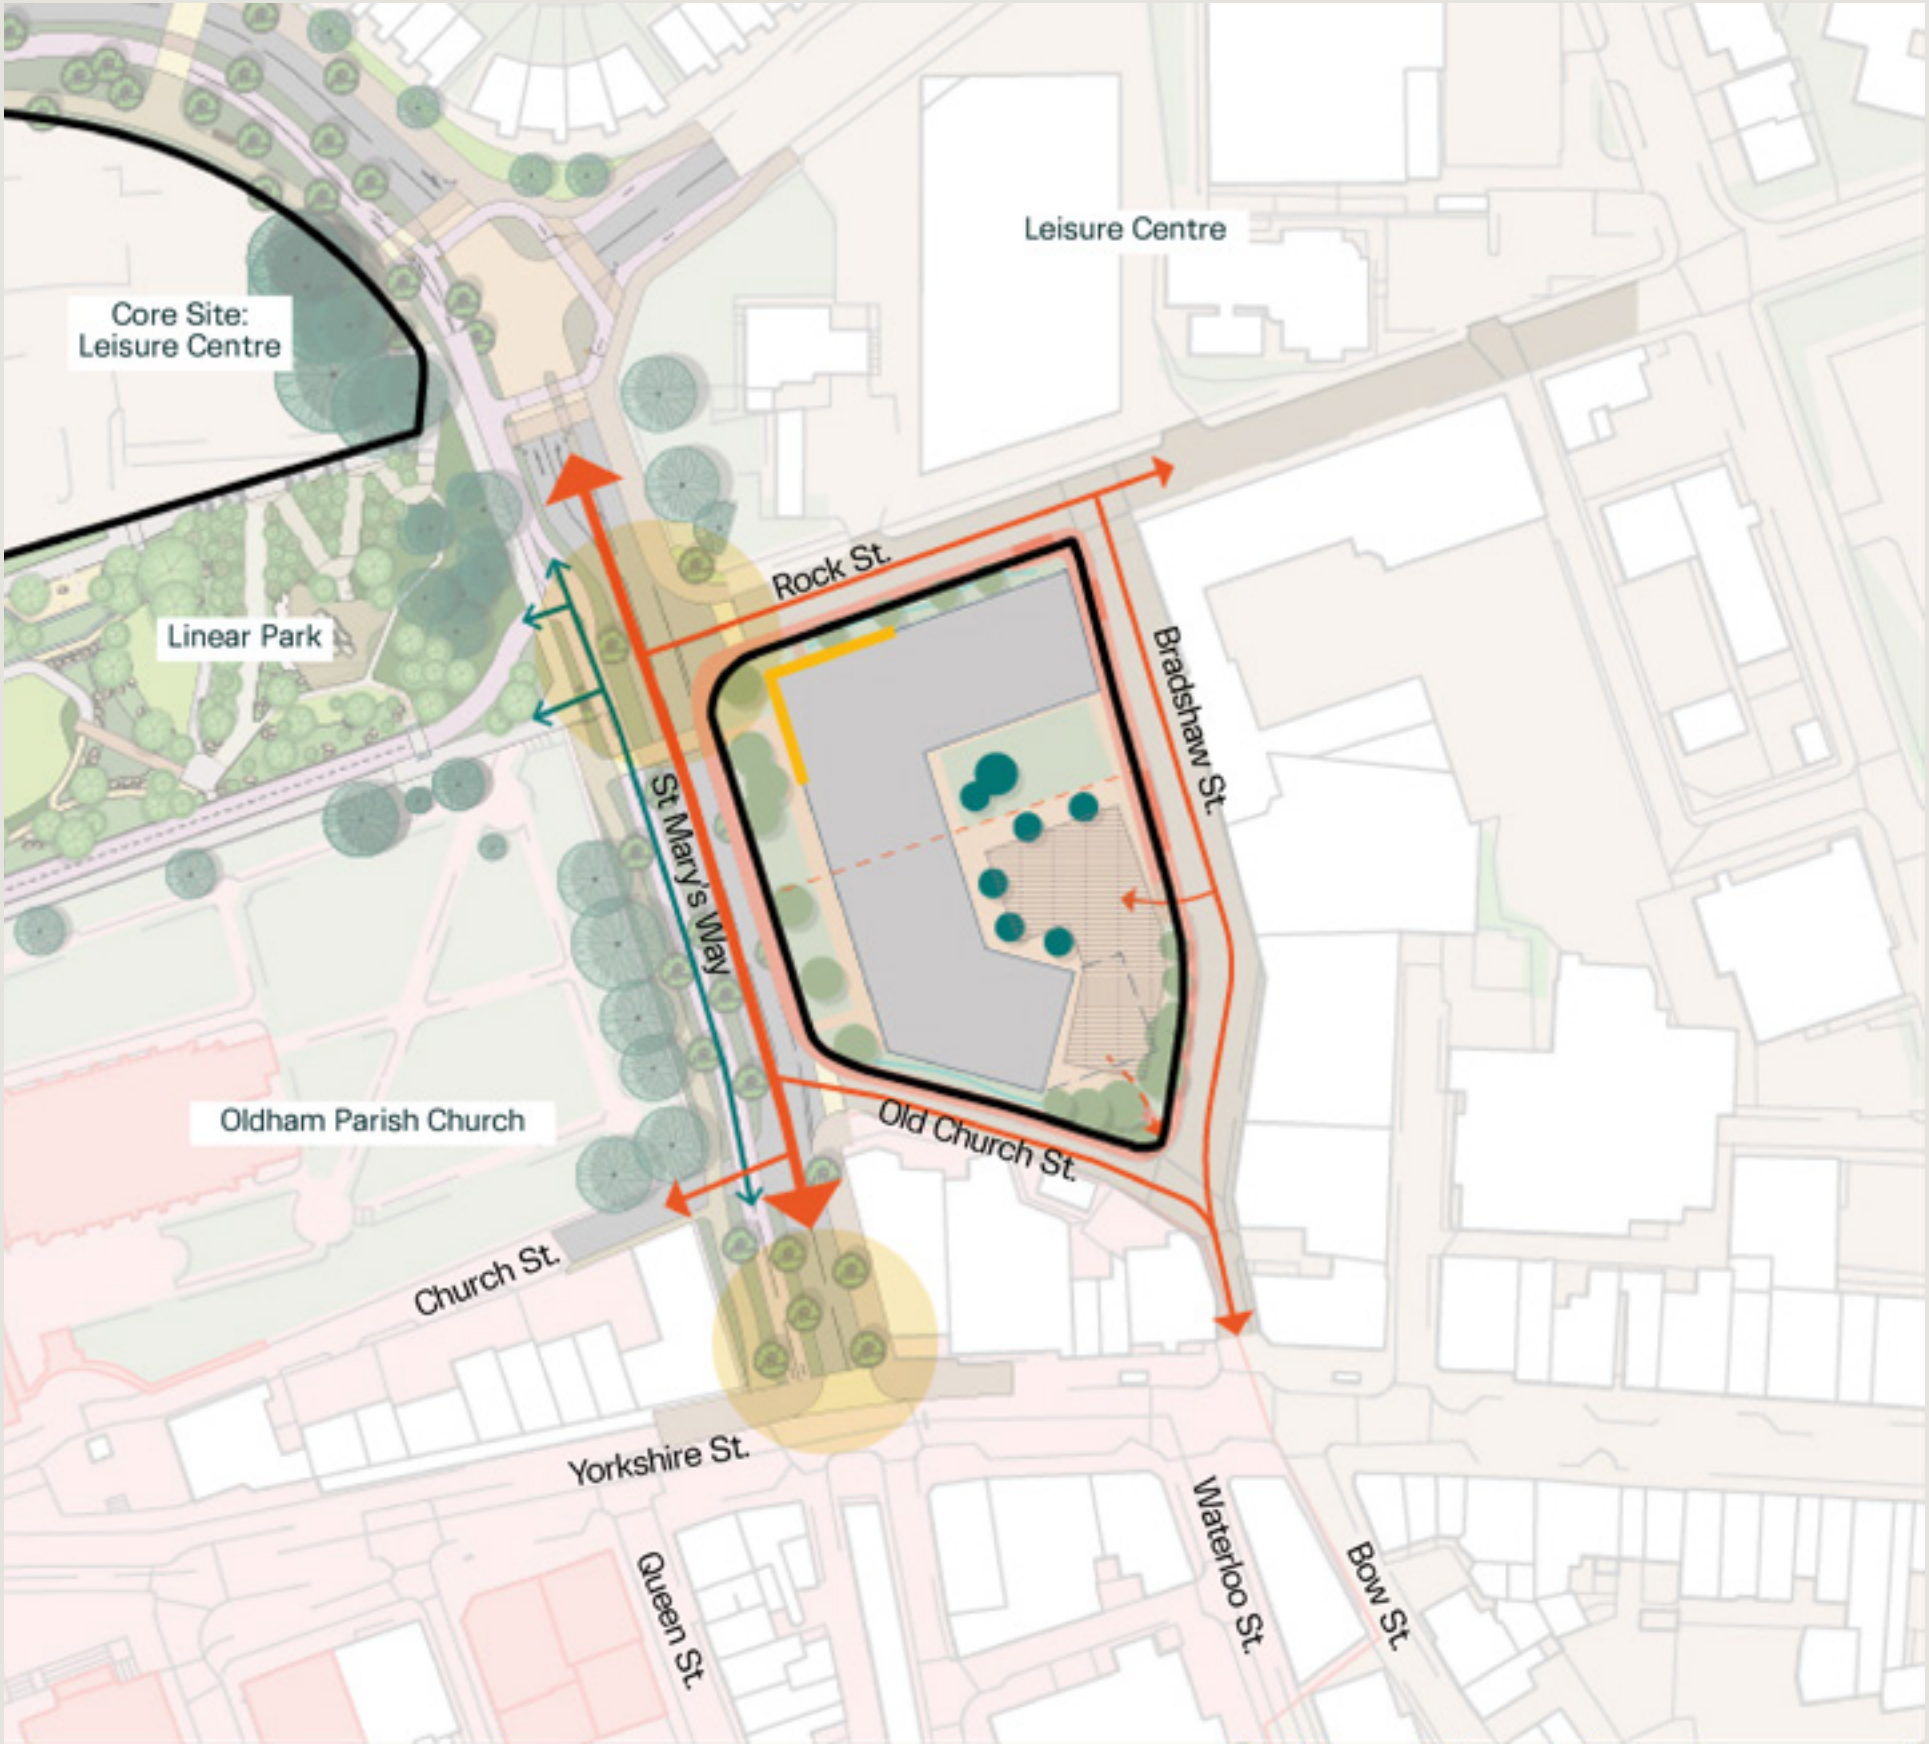 Leisure Centre
Core Site:
Leisure Centre
Rock St.
Linear Park
Bradshaw St.
St Mary's Way
Oldham Parish Church
Old Church St.
Church St.
Yorkshire St.
Queen St.
Waterloo St.
Bow St.